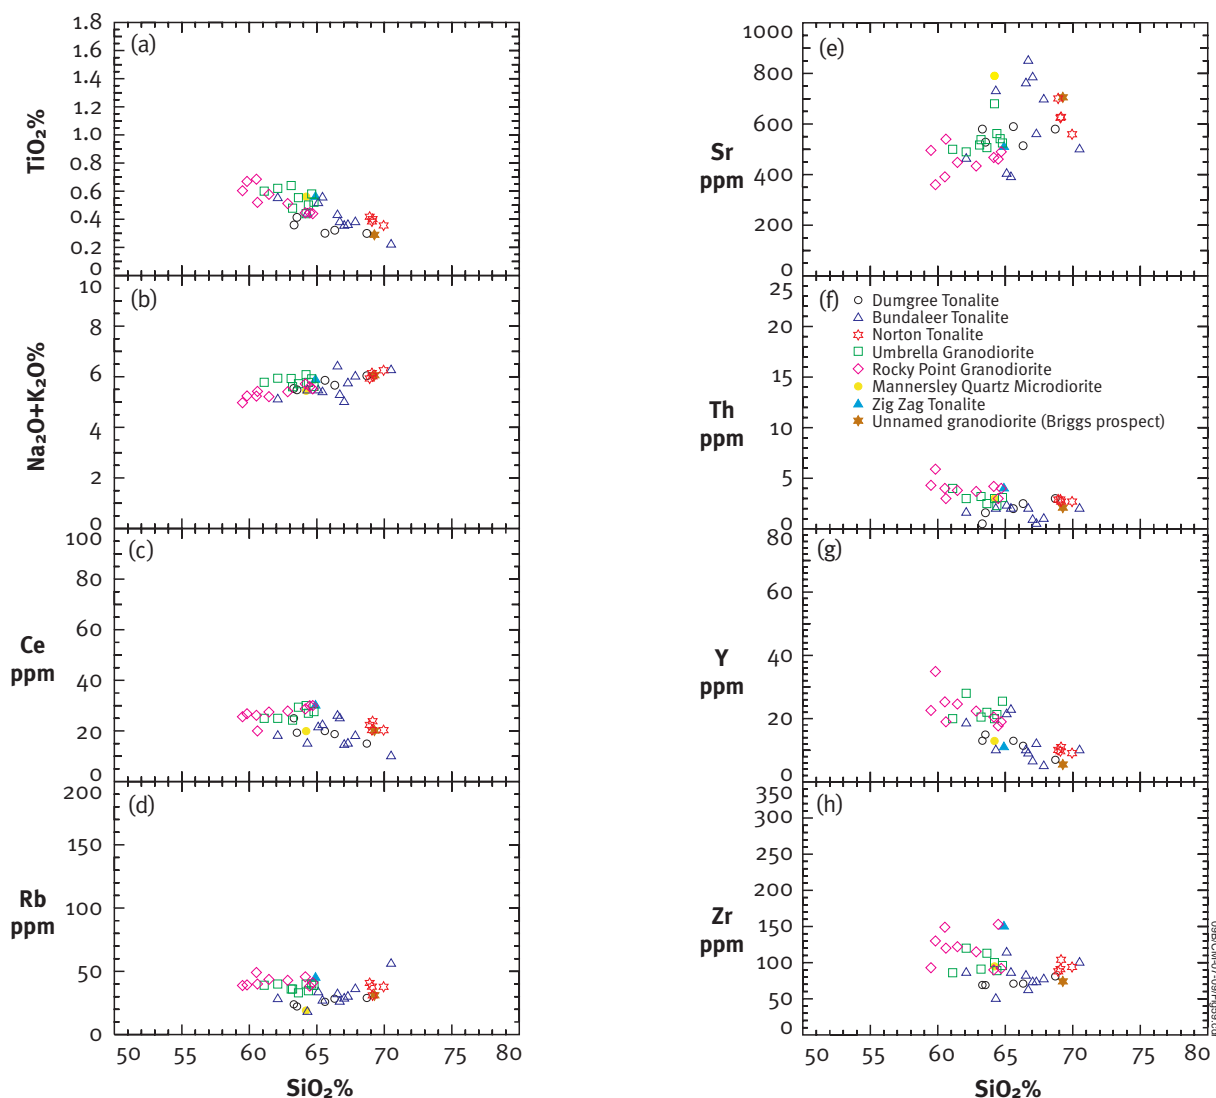 (a)
TiO₂%
1.8
1.6
1.4
1.2
1.0
0.8
0.6
0.4
0.2
0
(b)
Na₂O+K₂O%
10
8
6
4
2
0
(c)
Ce
ppm
100
80
60
40
20
0
(d)
Rb
ppm
200
150
100
50
0
50 55 60 65 70 75 80
SiO₂%
(e)
Sr
ppm
1000
800
600
400
200
0
(f)
Th
ppm
25
20
15
10
5
0
Dumgree Tonalite
Bundaleer Tonalite
Norton Tonalite
Umbrella Granodiorite
Rocky Point Granodiorite
Mannersley Quartz Microdiorite
Zig Zag Tonalite
Unnamed granodiorite (Briggs prospect)
(g)
Y
ppm
80
60
40
20
0
(h)
Zr
ppm
350
300
250
200
150
100
50
0
50 55 60 65 70 75 80
SiO₂%